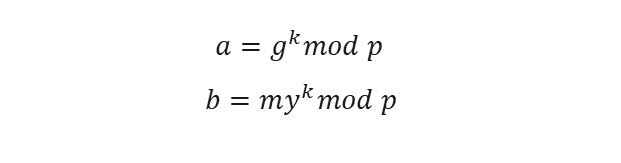 a = g^k mod p
b = my^k mod p